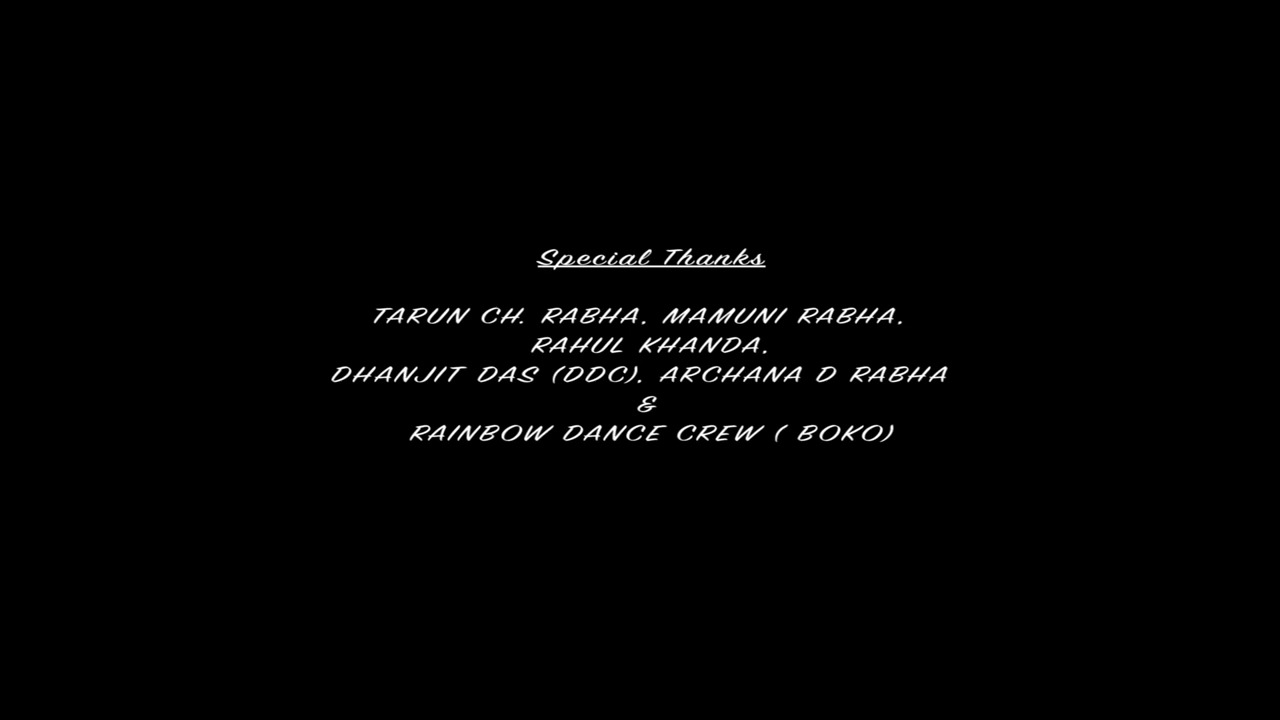 Special Thanks
TARUN CH. RABHA, MAMUNI RABHA,
RAHUL KHANDA,
DHANJIT DAS (DDC), ARCHANA D RABHA
&
RAINBOW DANCE CREW ( BOKO)